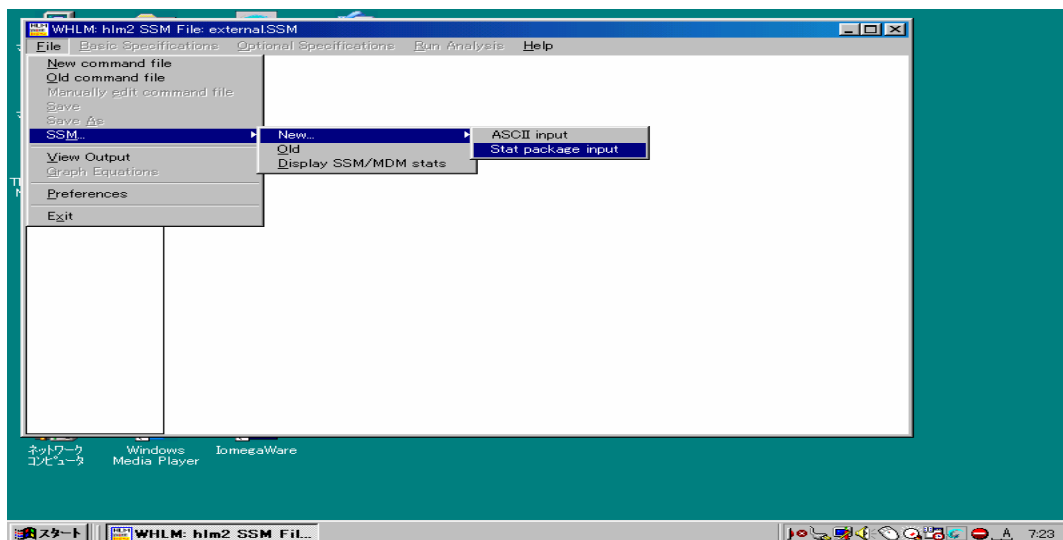 WHLM: hlm2 SSM File: external.SSM
File Basic Specifications Optional Specifications Run Analysis Help
New command file
Old command file
Manually edit command file
Save
Save As
SSM...
New...
ASCII input
Stat package input
Old
Display SSM/MDM stats
View Output
Graph Equations
Preferences
Exit
ネットワーク
コンピュータ
Windows
Media Player
IomegaWare
スタート
WHLM: hlm2 SSM Fil...
A 7:23